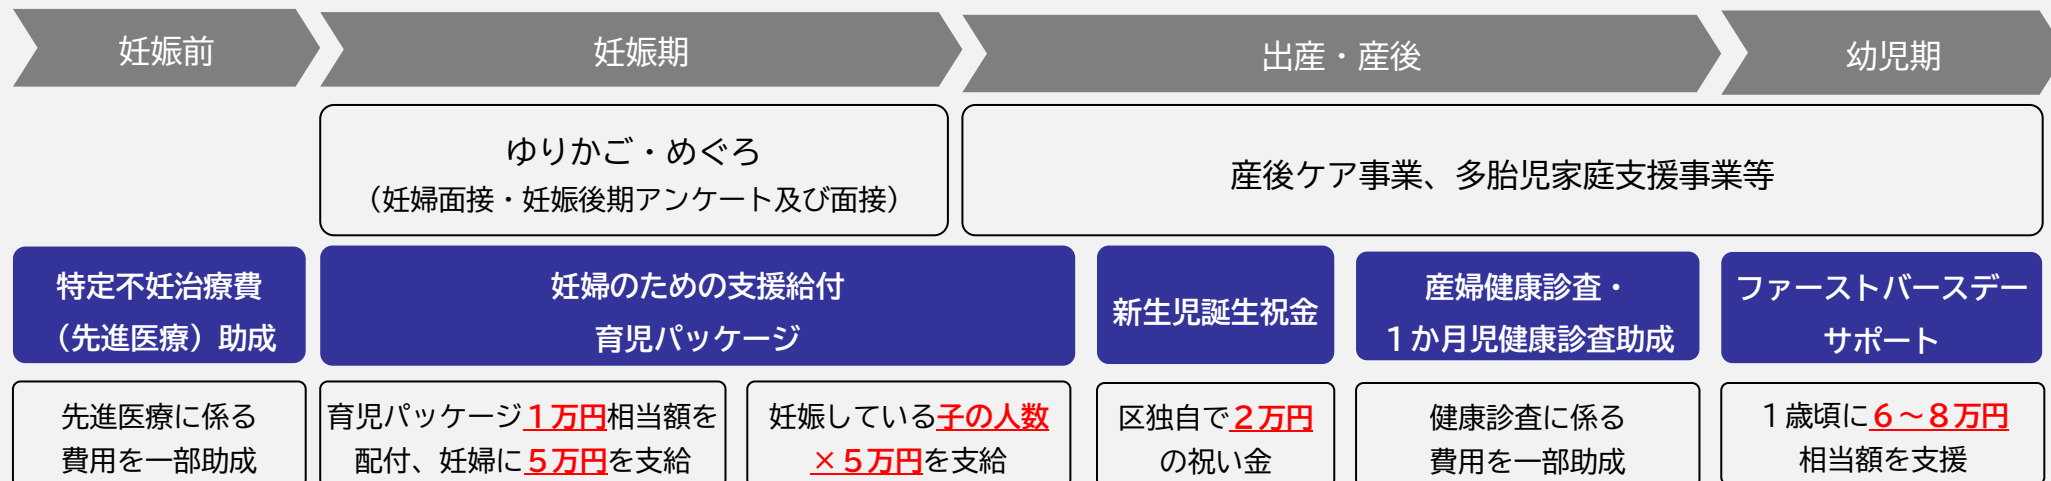 妊娠前
妊娠期
出産・産後
幼児期
ゆりかご・めぐろ
（妊婦面接・妊娠後期アンケート及び面接）
産後ケア事業、多胎児家庭支援事業等
特定不妊治療費
（先進医療）助成
妊婦のための支援給付
育児パッケージ
新生児誕生祝金
産婦健康診査・
１か月児健康診査助成
ファーストバースデー
サポート
先進医療に係る
費用を一部助成
育児パッケージ１万円相当額を
配付、妊婦に５万円を支給
妊娠している子の人数
×５万円を支給
区独自で２万円
の祝い金
健康診査に係る
費用を一部助成
１歳頃に６～８万円
相当額を支援